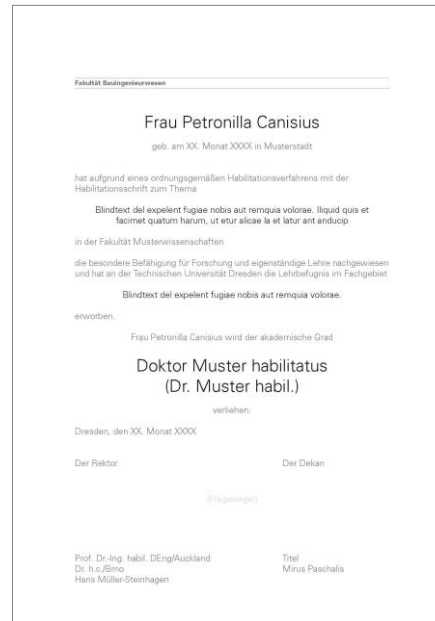 Fakultät Bauingenieurwesen
Frau Petronilla Canisius
geb. am XX. Monat XXXX in Musterstadt
hat aufgrund eines ordnungsgemäßen Habilitationsverfahrens mit der
Habilitationsschrift zum Thema
Blindtext del expelent fugiae nobis aut remquia volorae. Iliquid quis et
facimet quatum harum, ut etur alicae la et latur ant anducip
in der Fakultät Musterwissenschaften
die besondere Befähigung für Forschung und eigenständige Lehre nachgewiesen
und hat an der Technischen Universität Dresden die Lehrbefugnis im Fachgebiet
Blindtext del expelent fugiae nobis aut remquia volorae.
erworben.
Frau Petronilla Canisius wird der akademische Grad
Doktor Muster habilitatus
(Dr. Muster habil.)
verliehen.
Dresden, den XX. Monat XXXX
Der Rektor Der Dekan
(Prägesiegel)
Prof. Dr.-Ing. habil. DEng/Auckland Titel
Dr. h.c./Brno Mirus Paschalis
Hans Müller-Steinhagen